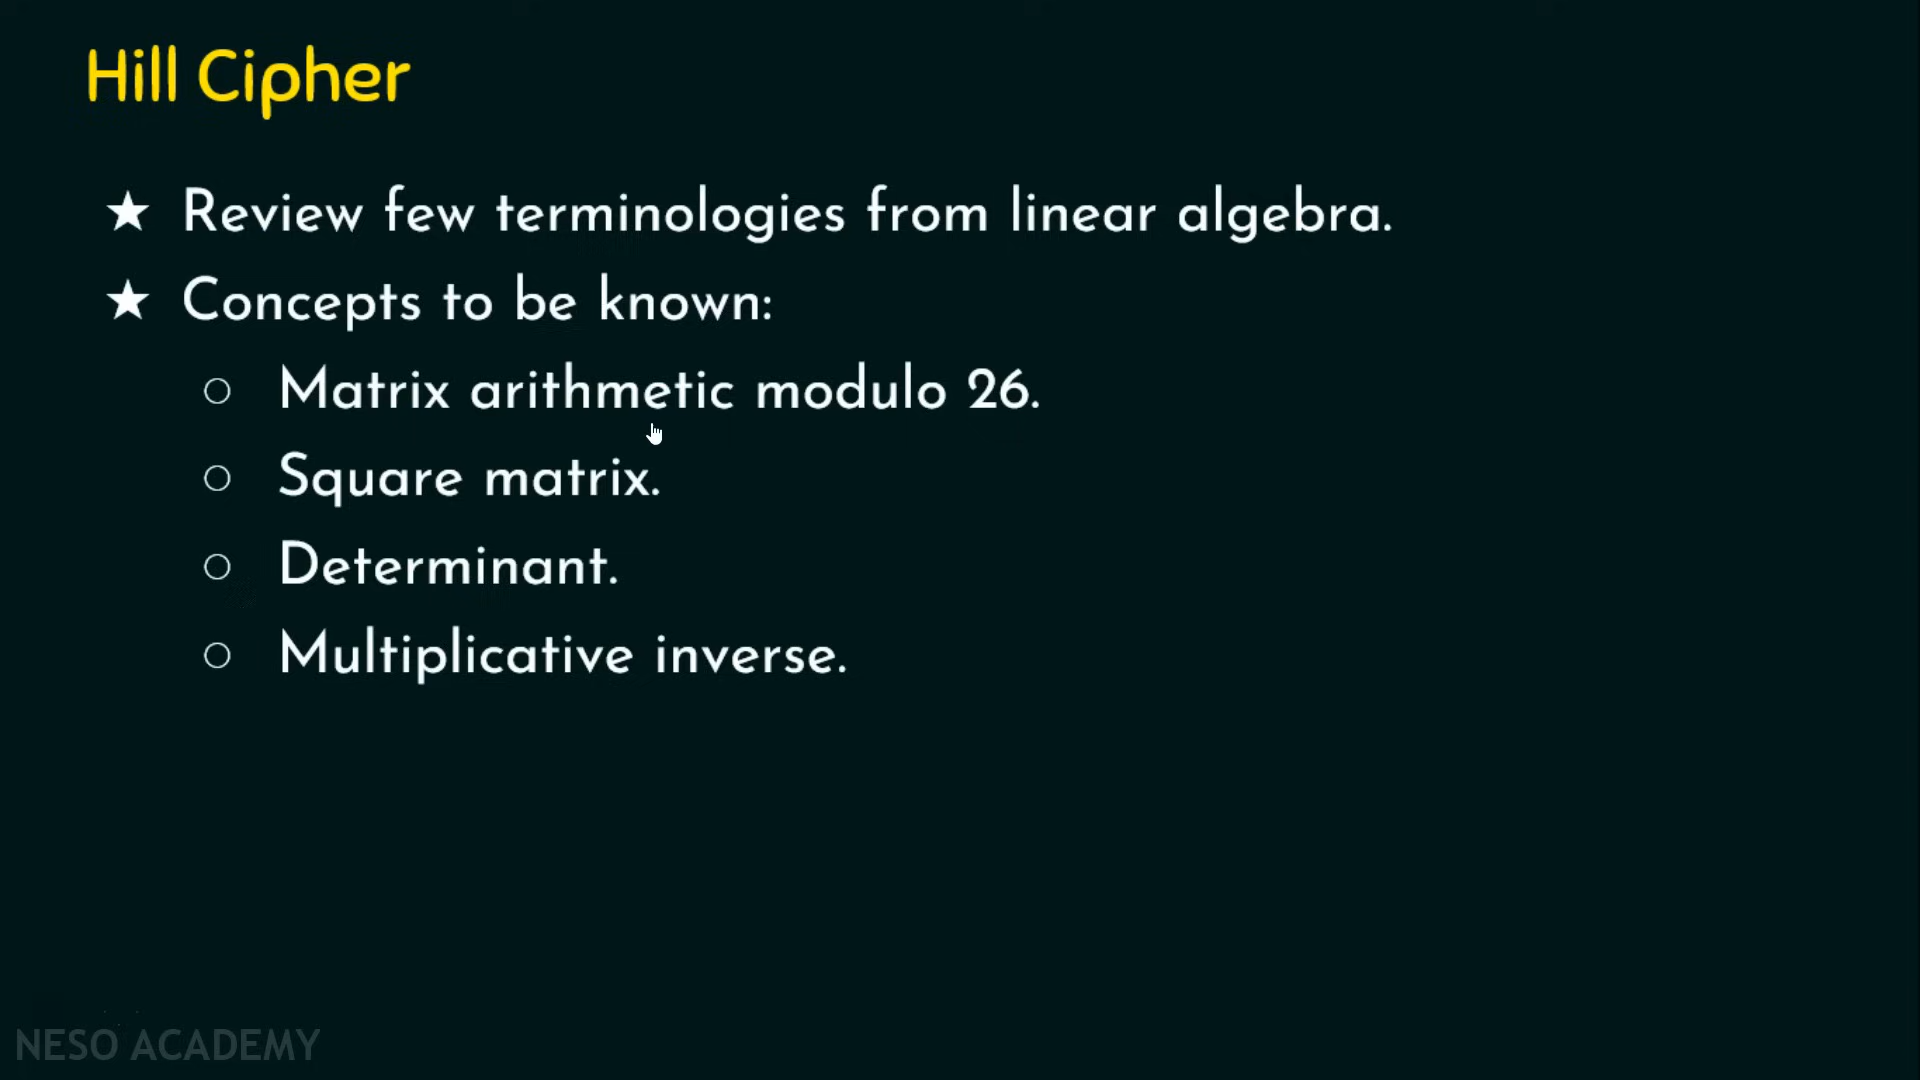 Hill Cipher
★ Review few terminologies from linear algebra.
★ Concepts to be known:
○ Matrix arithmetic modulo 26.
○ Square matrix.
○ Determinant.
○ Multiplicative inverse.
NESO ACADEMY